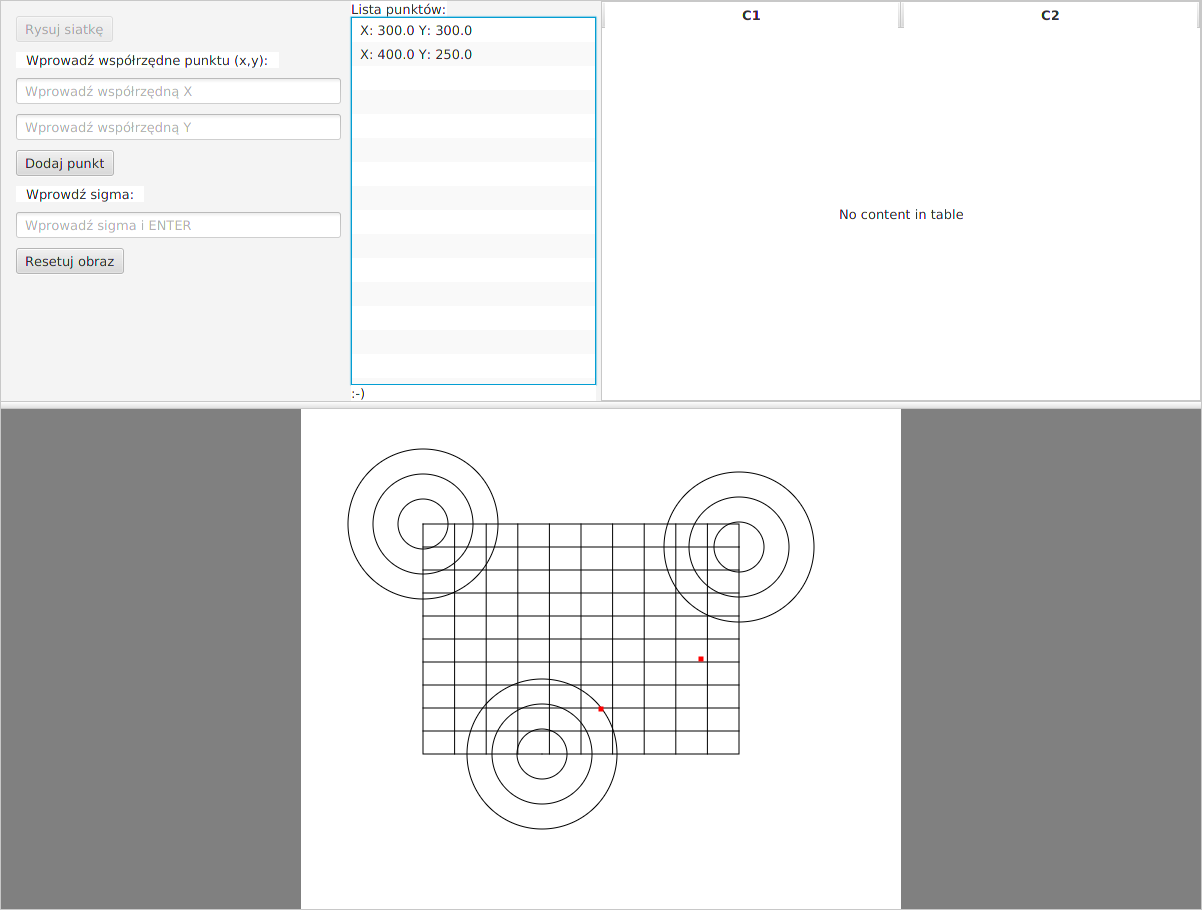 Rysuj siatkę
Wprowadź współrzędne punktu (x,y):
Wprowadź współrzędną X
Wprowadź współrzędną Y
Dodaj punkt
Wprowdź sigma:
Wprowadź sigma i ENTER
Resetuj obraz
Lista punktów:
X: 300.0 Y: 300.0
X: 400.0 Y: 250.0
:-)
C1 C2
No content in table